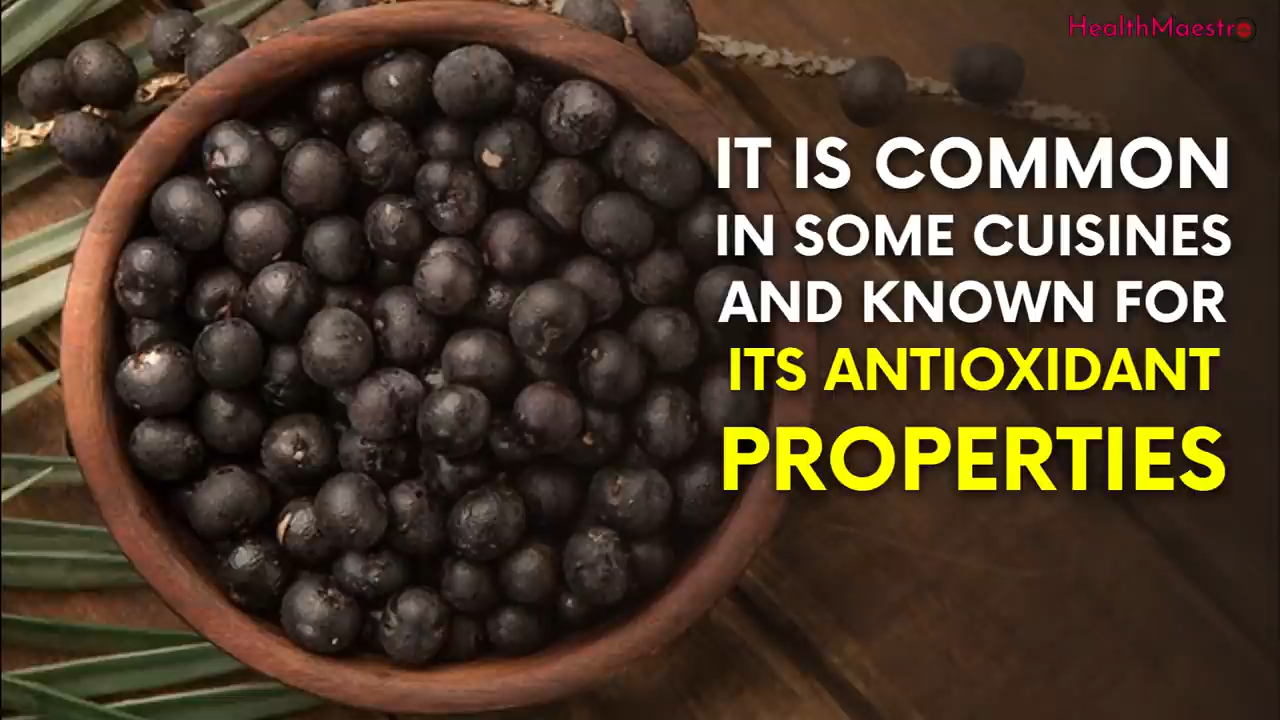 HealthMaestro
IT IS COMMON
IN SOME CUISINES
AND KNOWN FOR
ITS ANTIOXIDANT
PROPERTIES